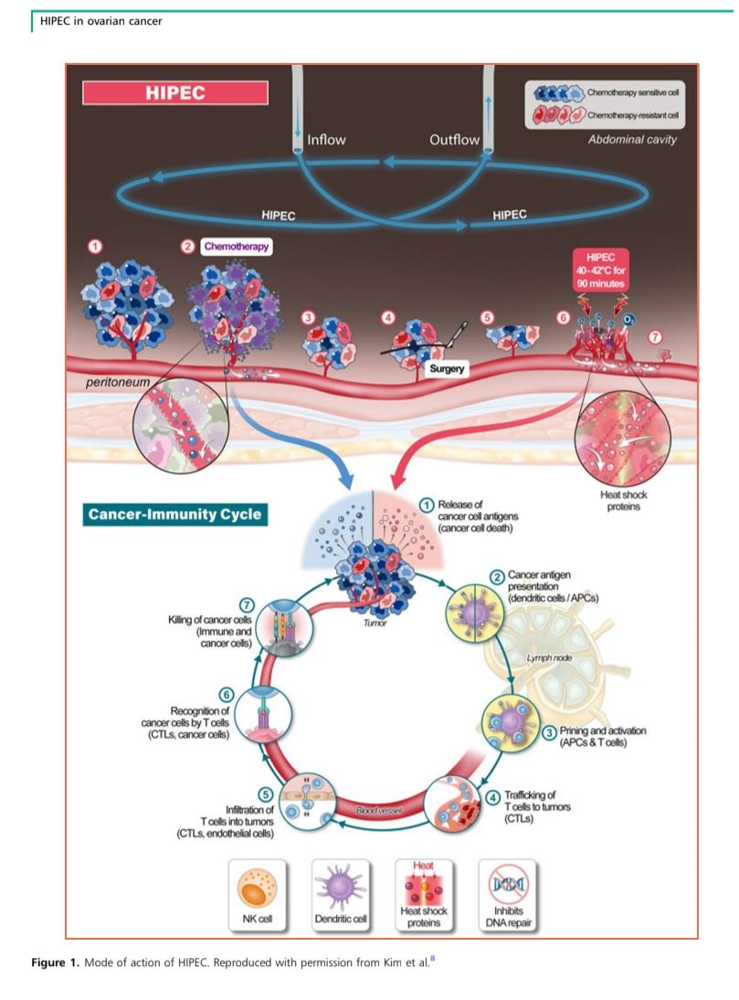 HIPEC in ovarian cancer
HIPEC
Chemotherapy sensitive cell
Chemotherapy-resistant cell
Inflow
Outflow
Abdominal cavity
HIPEC
HIPEC
1
2
Chemotherapy
HIPEC
40-42°C for
90 minutes
3
4
5
6
O₂
7
Surgery
peritoneum
Heat shock
proteins
Cancer-Immunity Cycle
1 Release of
cancer cell antigens
(cancer cell death)
2 Cancer antigen
presentation
(dendritic cells/APCs)
7
Killing of cancer cells
(Immune and
cancer cells)
Tumor
Lymph node
6
Recognition of
cancer cells by T cells
(CTLs, cancer cells)
3 Prining and activation
(APCs & T cells)
5
Infiltration of
T cells into tumors
(CTLs, endothelial cells)
Blood vessel
4 Trafficking of
T cells to tumors
(CTLs)
NK cell
Dendritic cell
Heat
Heat shock
proteins
Inhibits
DNA repair
Figure 1. Mode of action of HIPEC. Reproduced with permission from Kim et al.8